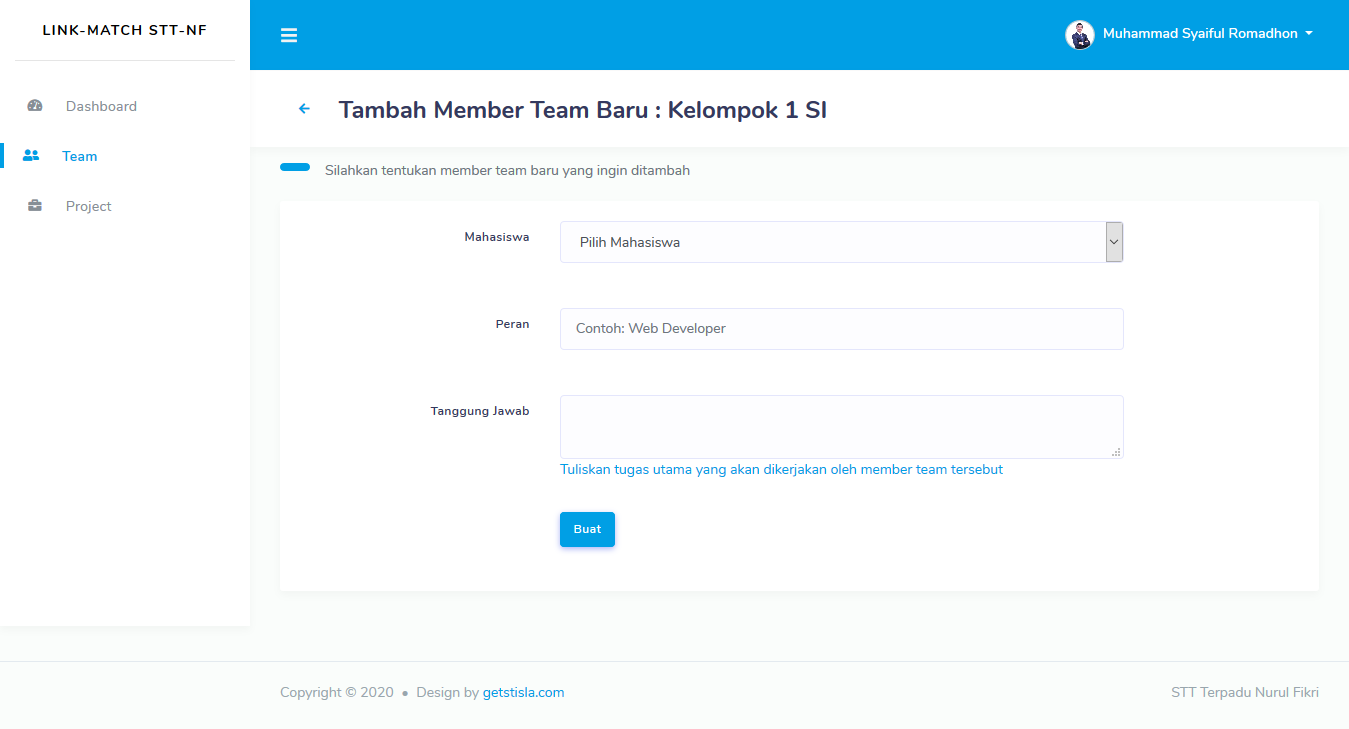 LINK-MATCH STT-NF
Muhammad Syaiful Romadhon
Dashboard
Team
Project
Tambah Member Team Baru : Kelompok 1 SI
Silahkan tentukan member team baru yang ingin ditambah
Mahasiswa
Pilih Mahasiswa
Peran
Contoh: Web Developer
Tanggung Jawab
Tuliskan tugas utama yang akan dikerjakan oleh member team tersebut
Buat
Copyright © 2020 • Design by getstisla.com
STT Terpadu Nurul Fikri